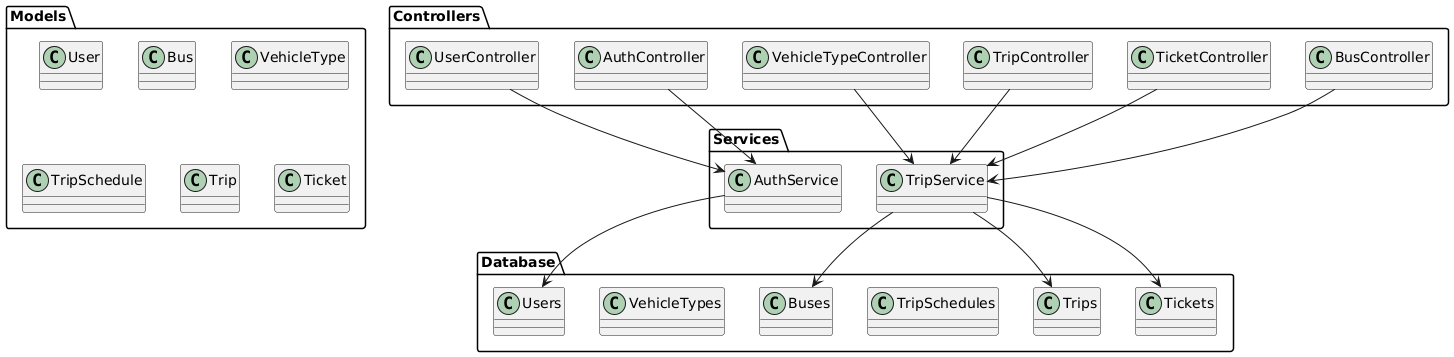 Models
C User
C Bus
C VehicleType
C TripSchedule
C Trip
C Ticket
Controllers
C UserController
C AuthController
C VehicleTypeController
C TripController
C TicketController
C BusController
Services
C AuthService
C TripService
Database
C Users
C VehicleTypes
C Buses
C TripSchedules
C Trips
C Tickets